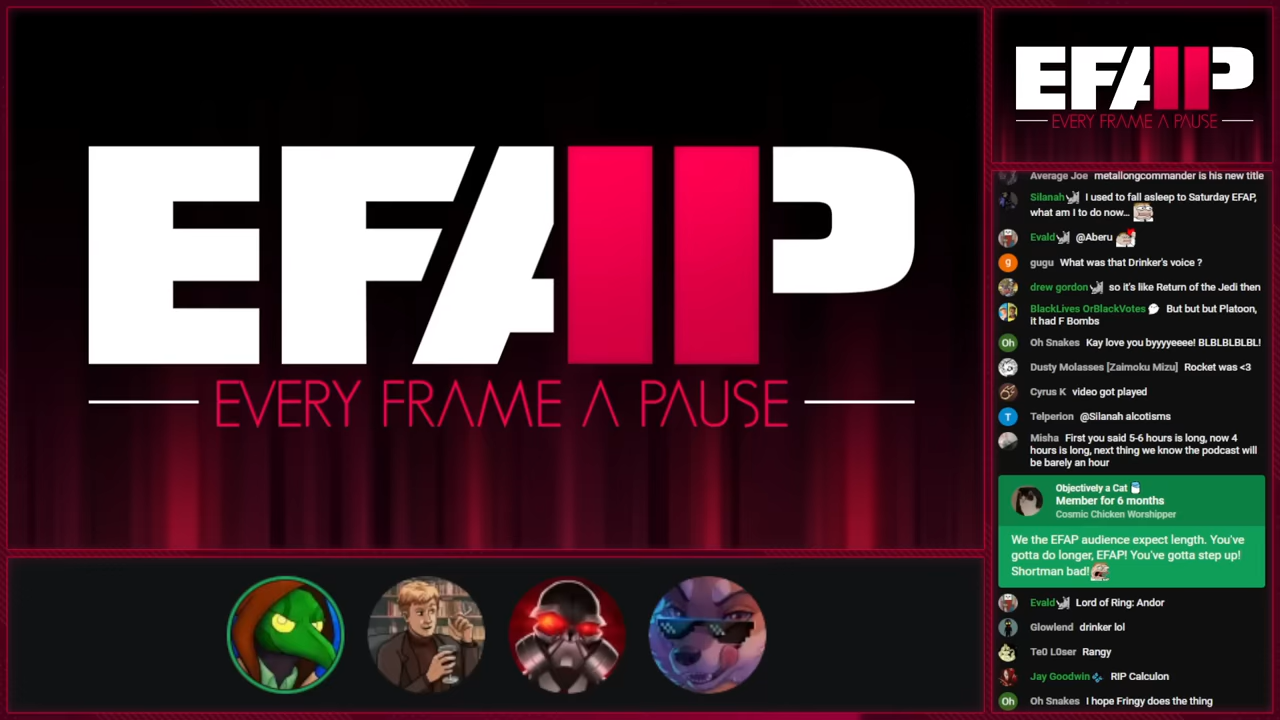 EFAP
EVERY FRAME A PAUSE
EFAP
EVERY FRAME A PAUSE
Average Joe metallongcommander is his new title
Silanah I used to fall asleep to Saturday EFAP,
what am I to do now...
Evald @Aberu
g gugu What was that Drinker's voice ?
drew gordon so it's like Return of the Jedi then
BlackLives OrBlackVotes But but but Platoon,
it had F Bombs
Oh Oh Snakes Kay love you byyyyeeee! BLBLBLBLBL!
Dusty Molasses [Zaimoku Mizu] Rocket was <3
Cyrus K video got played
T Telperion @Silanah alcotisms
Misha First you said 5-6 hours is long, now 4
hours is long, next thing we know the podcast will
be barely an hour
Objectively a Cat
Member for 6 months
Cosmic Chicken Worshipper
We the EFAP audience expect length. You've
gotta do longer, EFAP! You've gotta step up!
Shortman bad!
Evald Lord of Ring: Andor
Glowlend drinker lol
Te0 L0ser Rangy
Jay Goodwin RIP Calculon
Oh Oh Snakes I hope Fringy does the thing